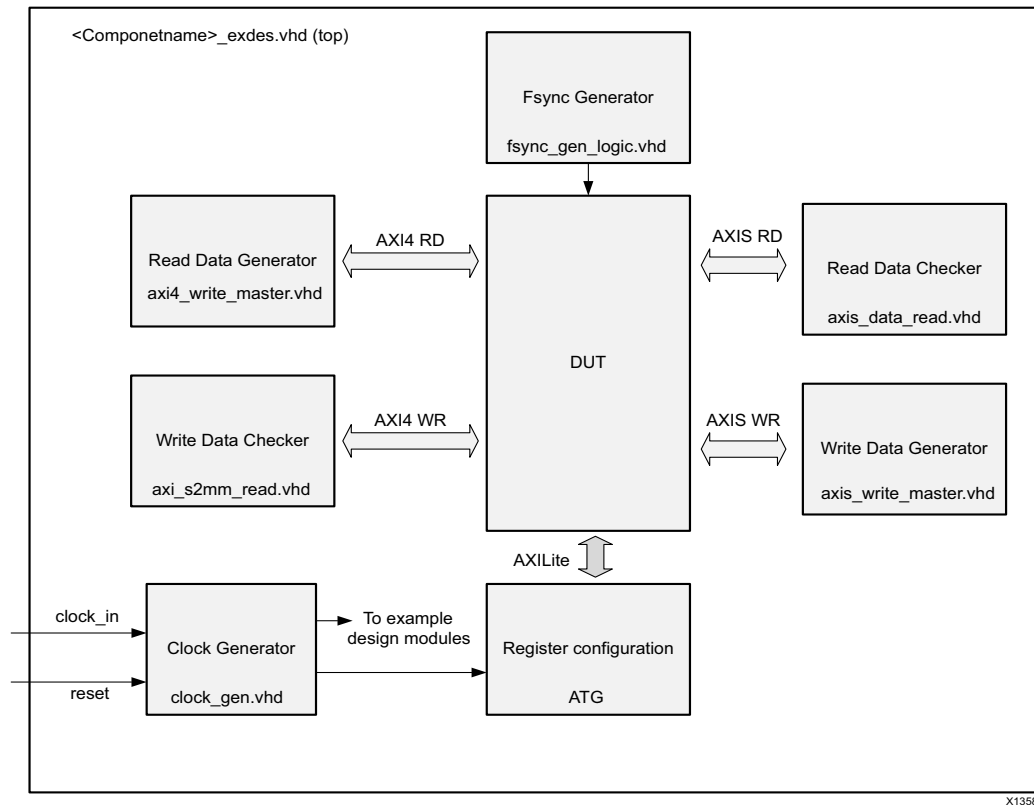 <Componetname>_exdes.vhd (top)
Fsync Generator
fsync_gen_logic.vhd
Read Data Generator
axi4_write_master.vhd
AXI4 RD
DUT
AXIS RD
Read Data Checker
axis_data_read.vhd
Write Data Checker
axi_s2mm_read.vhd
AXI4 WR
AXIS WR
Write Data Generator
axis_write_master.vhd
AXILite
clock_in
reset
Clock Generator
clock_gen.vhd
To example
design modules
Register configuration
ATG